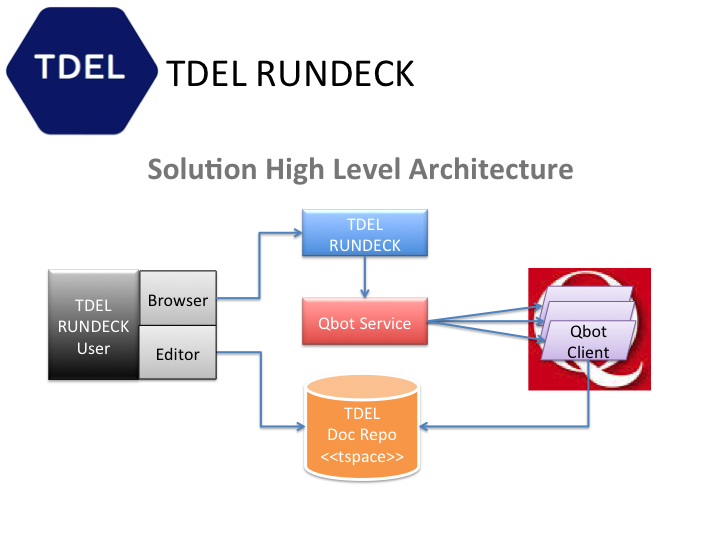 TDEL
TDEL RUNDECK
Solution High Level Architecture
TDEL
RUNDECK
TDEL
RUNDECK
User
Browser
Editor
Qbot Service
Q
Qbot
Client
TDEL
Doc Repo
<<tspace>>